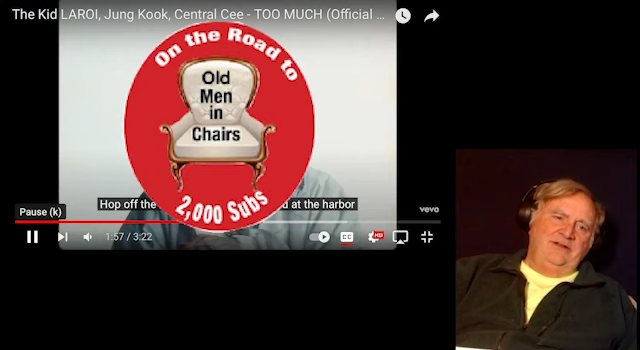 The Kid LAROI, Jung Kook, Central Cee - TOO MUCH (Official ...
On the Road to
Old
Men
in
Chairs
2,000 Subs
Hop off the
d at the harbor
Pause (k)
vevo
1:57 / 3:22
CC
HD